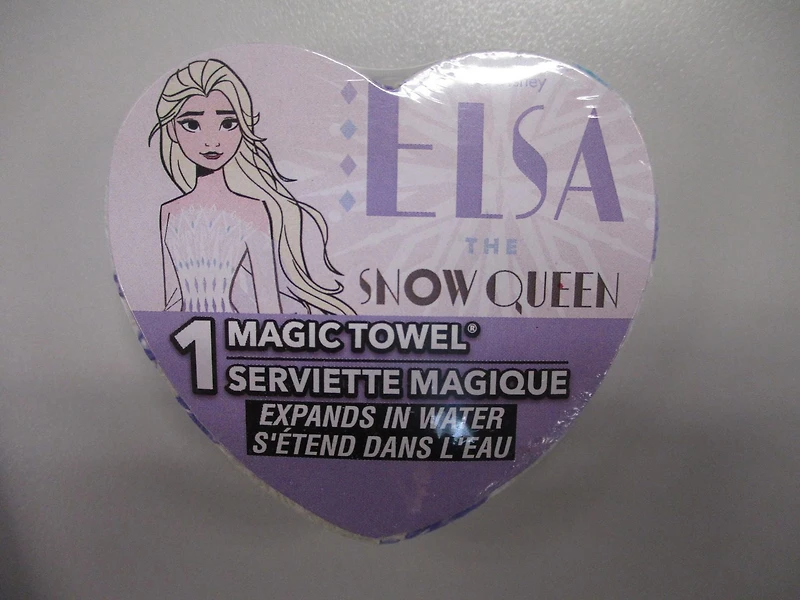 ELSA
THE
SNOW QUEEN
1 MAGIC TOWEL®
SERVIETTE MAGIQUE
EXPANDS IN WATER
S'ÉTEND DANS L'EAU